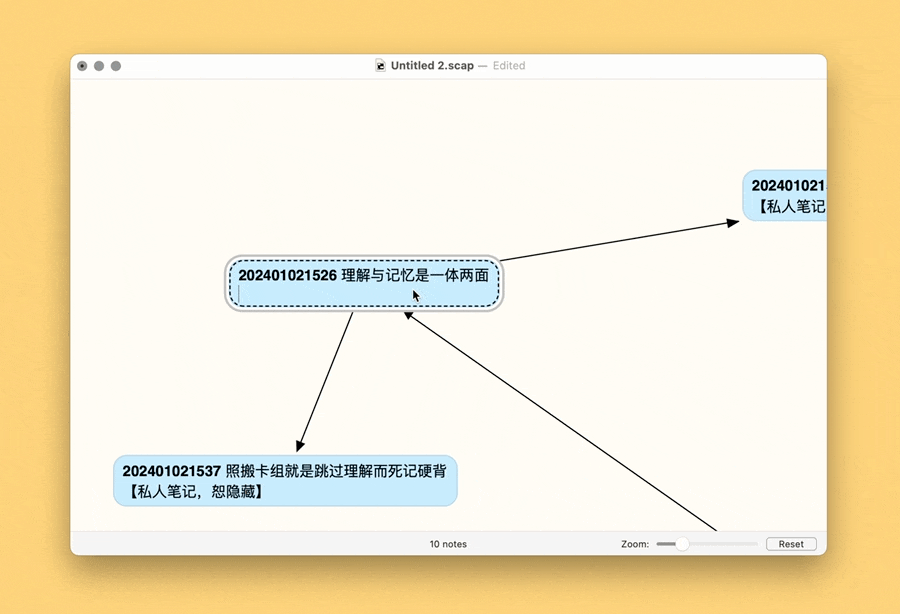 Untitled 2.scap — Edited
202401021
【私人笔记
202401021526 理解与记忆是一体两面
202401021537 照搬卡组就是跳过理解而死记硬背
【私人笔记，恕隐藏】
10 notes
Zoom:
Reset